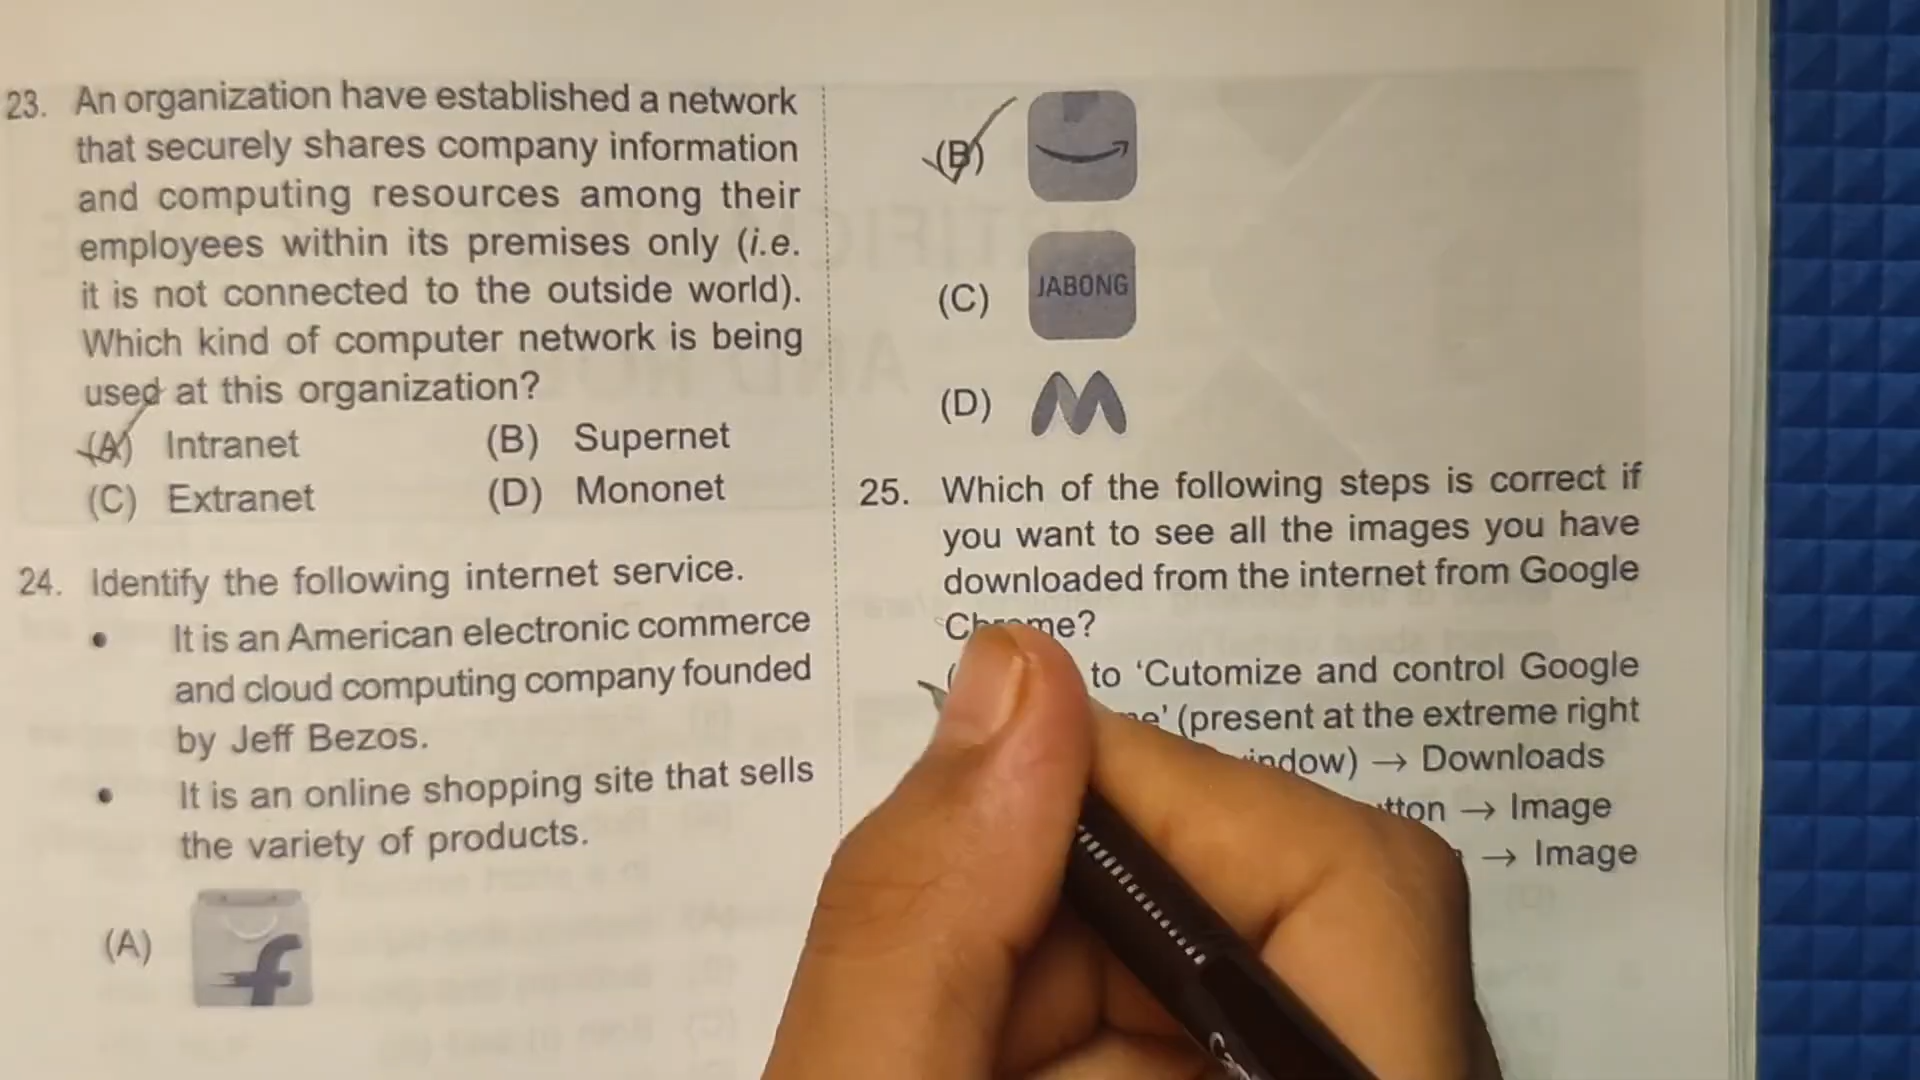 23. An organization have established a network
that securely shares company information
and computing resources among their
employees within its premises only (i.e.
it is not connected to the outside world).
Which kind of computer network is being
used at this organization?
(A) Intranet (B) Supernet
(C) Extranet (D) Mononet
24. Identify the following internet service.
• It is an American electronic commerce
and cloud computing company founded
by Jeff Bezos.
• It is an online shopping site that sells
the variety of products.
(A) f
(B)
(C) JABONG
(D) M
25. Which of the following steps is correct if
you want to see all the images you have
downloaded from the internet from Google
Chrome?
to ‘Cutomize and control Google
(present at the extreme right
→ Downloads
→ Image
→ Image